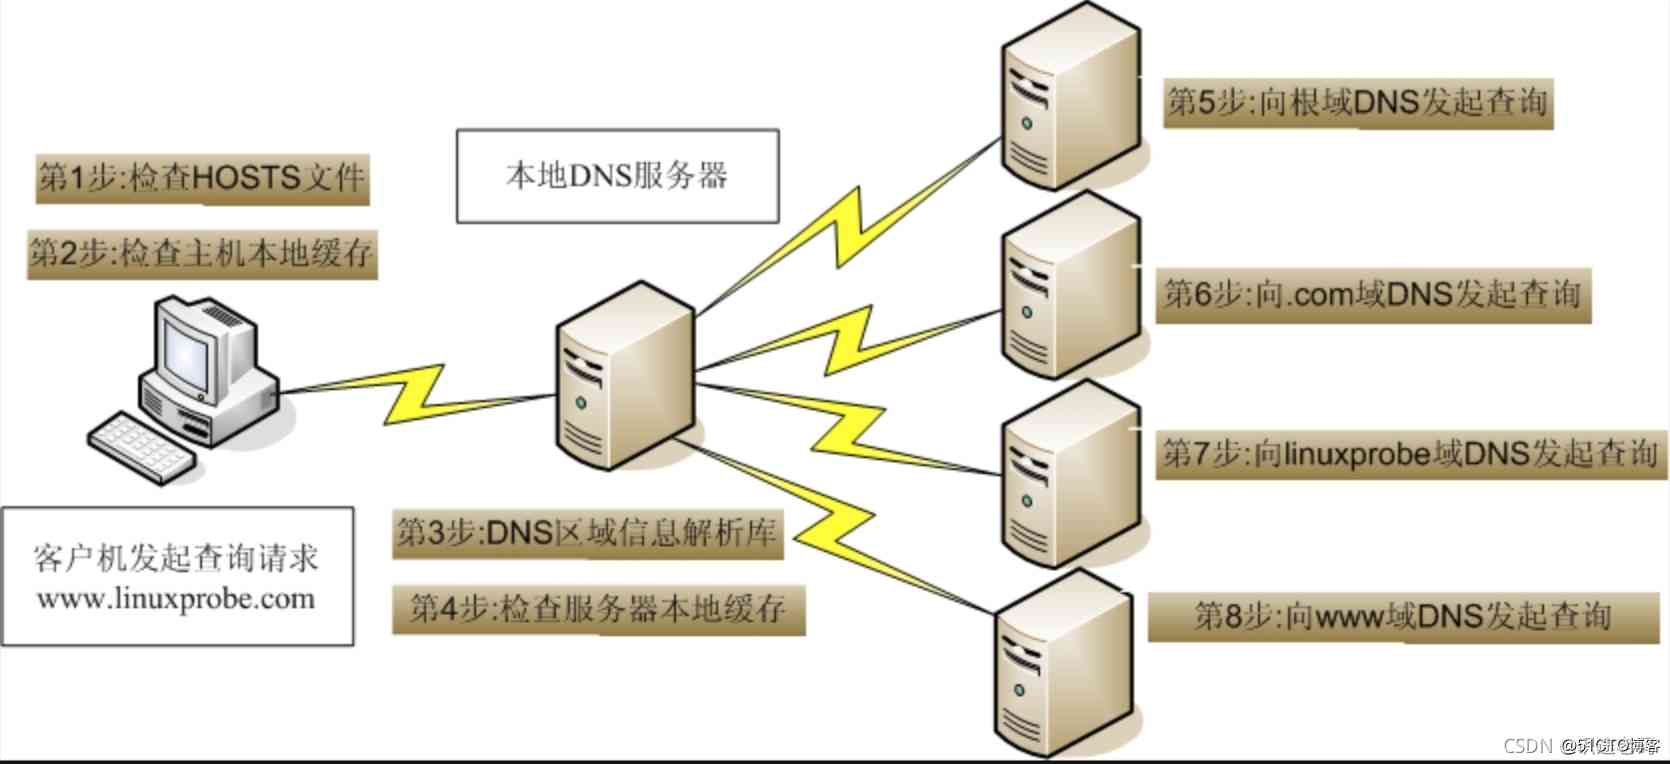 第1步:检查HOSTS文件
第2步:检查主机本地缓存
客户机发起查询请求
www.linuxprobe.com
本地DNS服务器
第3步:DNS区域信息解析库
第4步:检查服务器本地缓存
第5步:向根域DNS发起查询
第6步:向.com域DNS发起查询
第7步:向linuxprobe域DNS发起查询
第8步:向www域DNS发起查询
CSDN @51CTO博客